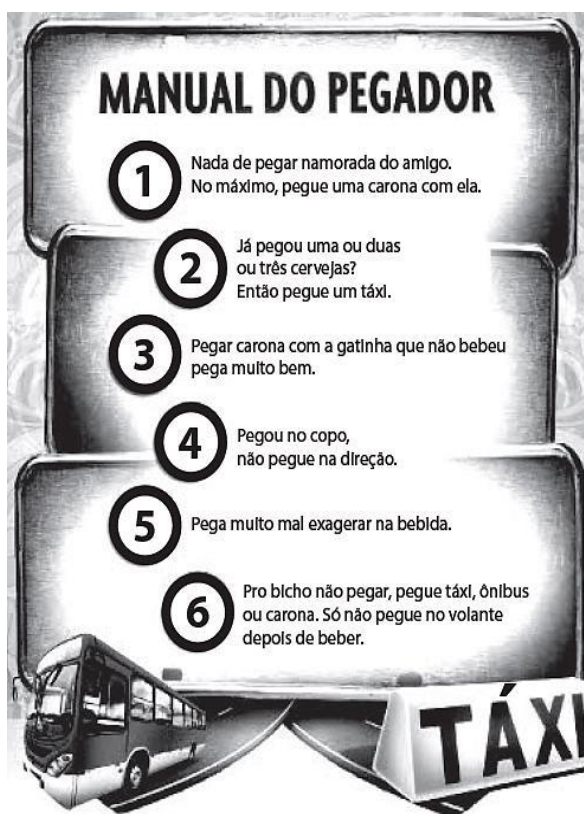 MANUAL DO PEGADOR
1
Nada de pegar namorada do amigo.
No máximo, pegue uma carona com ela.
2
Já pegou uma ou duas
ou três cervejas?
Então pegue um táxi.
3
Pegar carona com a gatinha que não bebeu
pega muito bem.
4
Pegou no copo,
não pegue na direção.
5
Pega muito mal exagerar na bebida.
6
Pro bicho não pegar, pegue táxi, ônibus
ou carona. Só não pegue no volante
depois de beber.
TÁXI